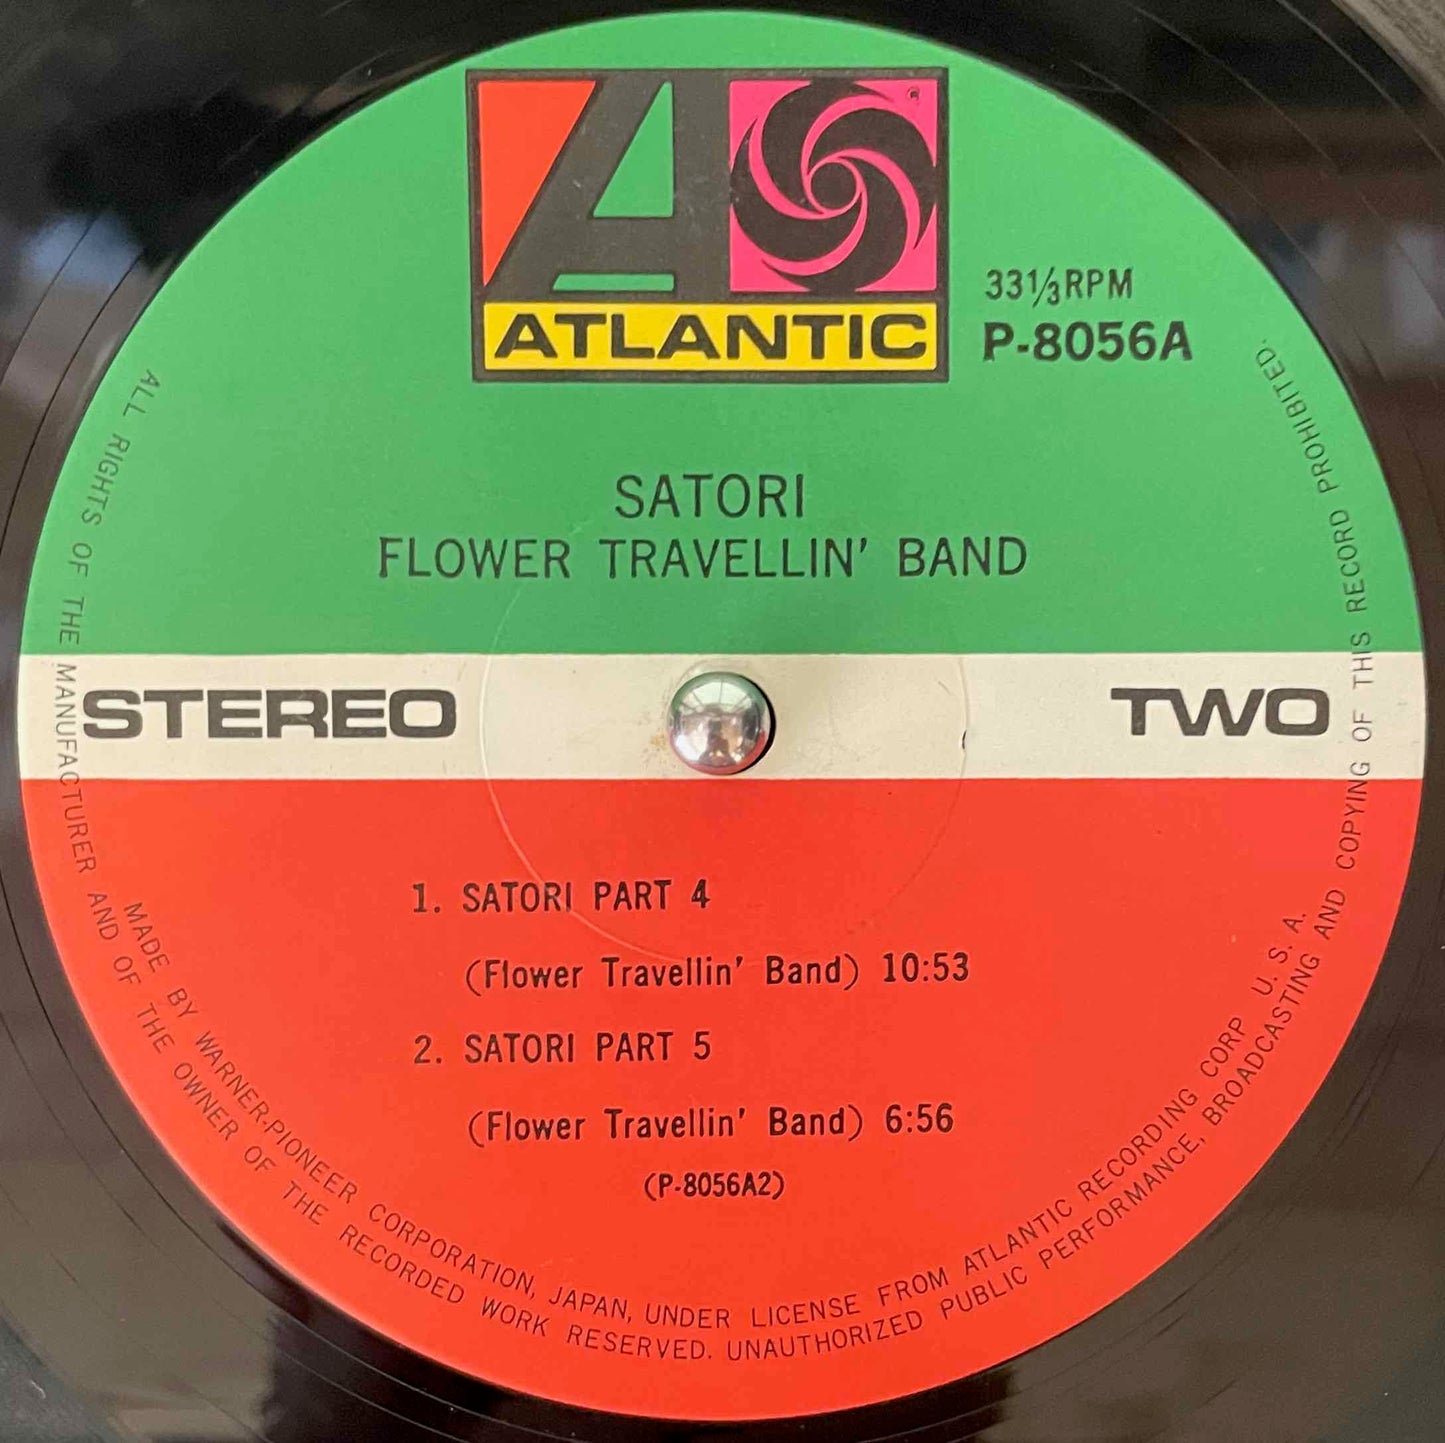 ATLANTIC
33⅓RPM
P-8056A
SATORI
FLOWER TRAVELLIN' BAND
STEREO
TWO
1. SATORI PART 4
(Flower Travellin' Band) 10:53
2. SATORI PART 5
(Flower Travellin' Band) 6:56
(P-8056A2)
MADE BY WARNER-PIONEER CORPORATION, JAPAN, UNDER LICENSE FROM ATLANTIC RECORDING CORP U. S. A.
ALL RIGHTS OF THE MANUFACTURER AND OF THE OWNER OF THE RECORDED WORK RESERVED. UNAUTHORIZED PUBLIC PERFORMANCE, BROADCASTING AND COPYING OF THIS RECORD PROHIBITED.